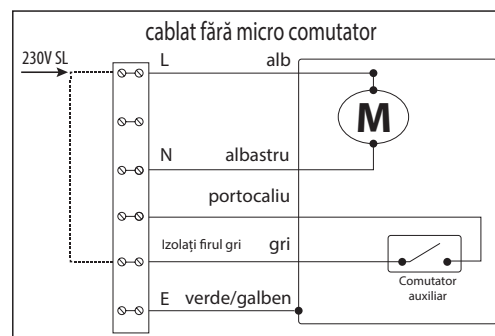 cablat fără micro comutator
230V SL
L alb
M
N albastru
portocaliu
Izolați firul gri gri
Comutator
auxiliar
E verde/galben